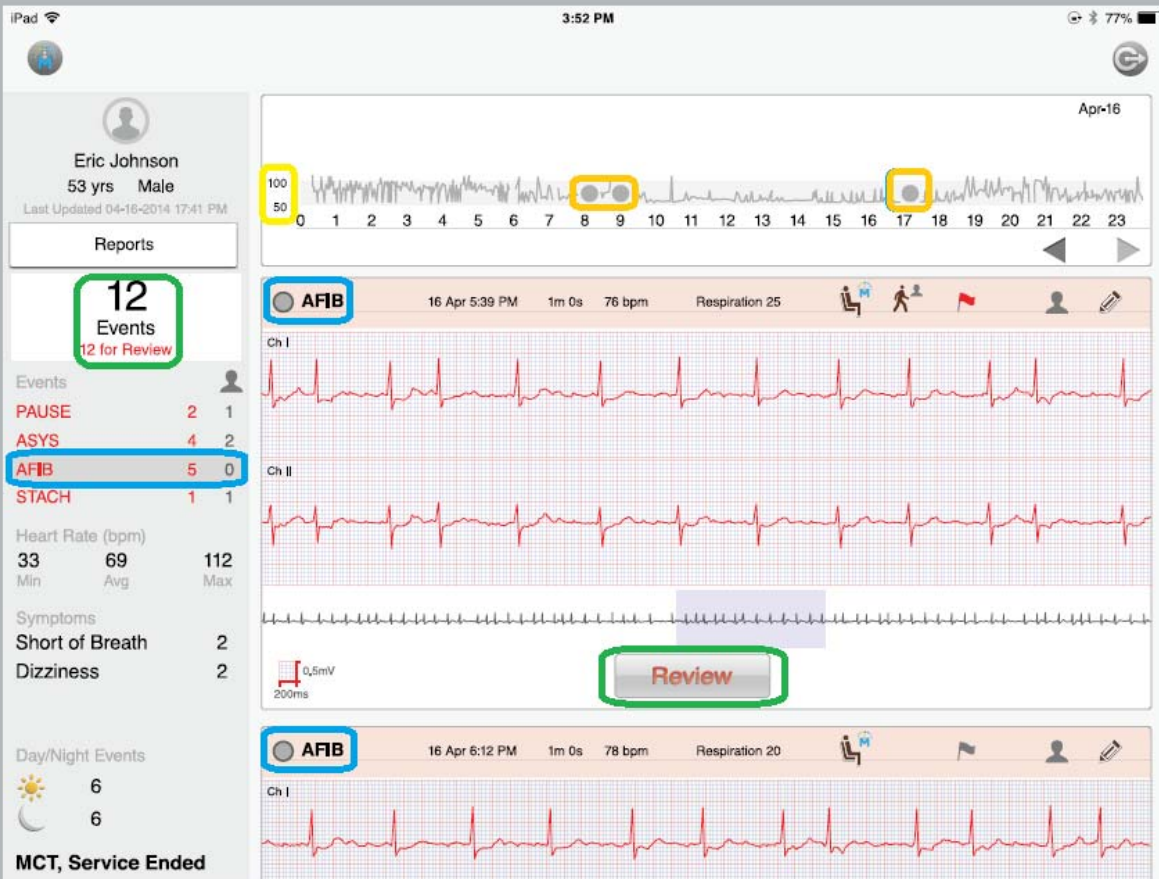 iPad 3:52 PM 77%
Eric Johnson
53 yrs Male
Last Updated 04-16-2014 17:41 PM
Reports
12
Events
12 for Review
Events
PAUSE 2 1
ASYS 4 2
AFIB 5 0
STACH 1 1
Heart Rate (bpm)
33 69 112
Min Avg Max
Symptoms
Short of Breath 2
Dizziness 2
Day/Night Events
6
6
MCT, Service Ended
Apr-16
100
50
0 1 2 3 4 5 6 7 8 9 10 11 12 13 14 15 16 17 18 19 20 21 22 23
AFIB 16 Apr 5:39 PM 1m 0s 76 bpm Respiration 25 M
Ch I
Ch II
0,5mV
200ms
Review
AFIB 16 Apr 6:12 PM 1m 0s 78 bpm Respiration 20 M
Ch I